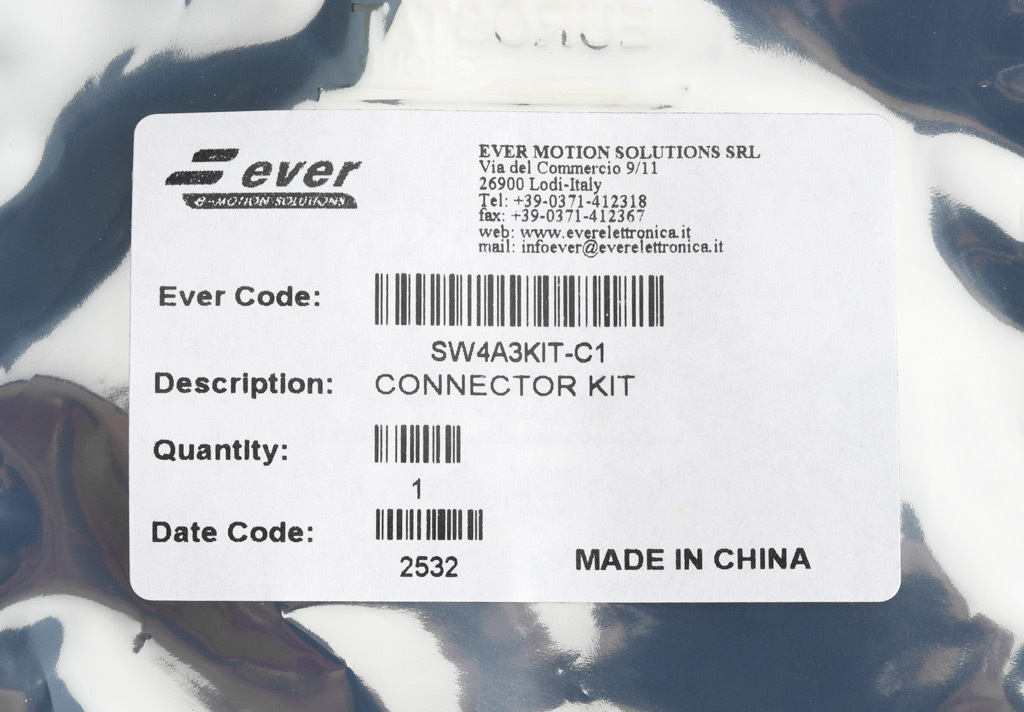 ever
e-MOTION SOLUTIONS
EVER MOTION SOLUTIONS SRL
Via del Commercio 9/11
26900 Lodi-Italy
Tel: +39-0371-412318
fax: +39-0371-412367
web: www.everelettronica.it
mail: infoever@everelettronica.it
Ever Code:
SW4A3KIT-C1
Description: CONNECTOR KIT
Quantity:
1
Date Code:
2532
MADE IN CHINA